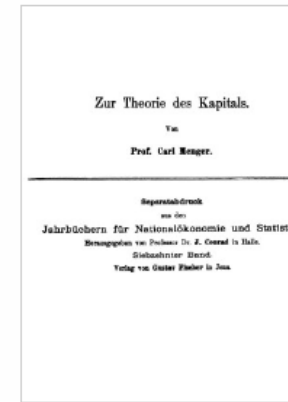 Zur Theorie des Kapitals.
Von
Prof. Carl Menger.
Separatabdruck
aus den
Jahrbüchern für Nationalökonomie und Statist
Herausgegeben von Professor Dr. J. Conrad in Halle.
Siebzehnter Band.
Verlag von Gustav Fischer in Jena.